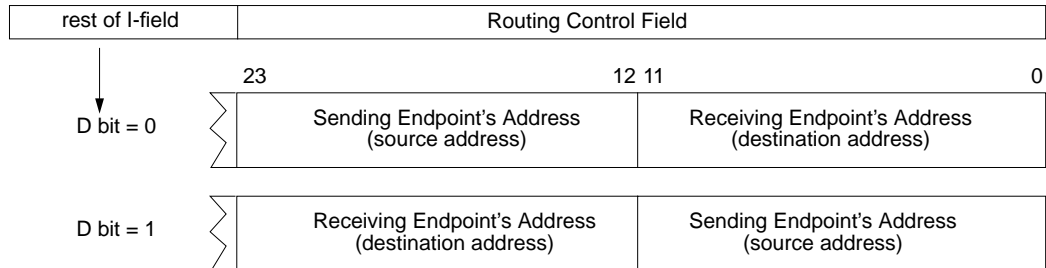 rest of I-field Routing Control Field
23 12 11 0
D bit = 0
Sending Endpoint's Address
(source address)
Receiving Endpoint's Address
(destination address)
D bit = 1
Receiving Endpoint's Address
(destination address)
Sending Endpoint's Address
(source address)